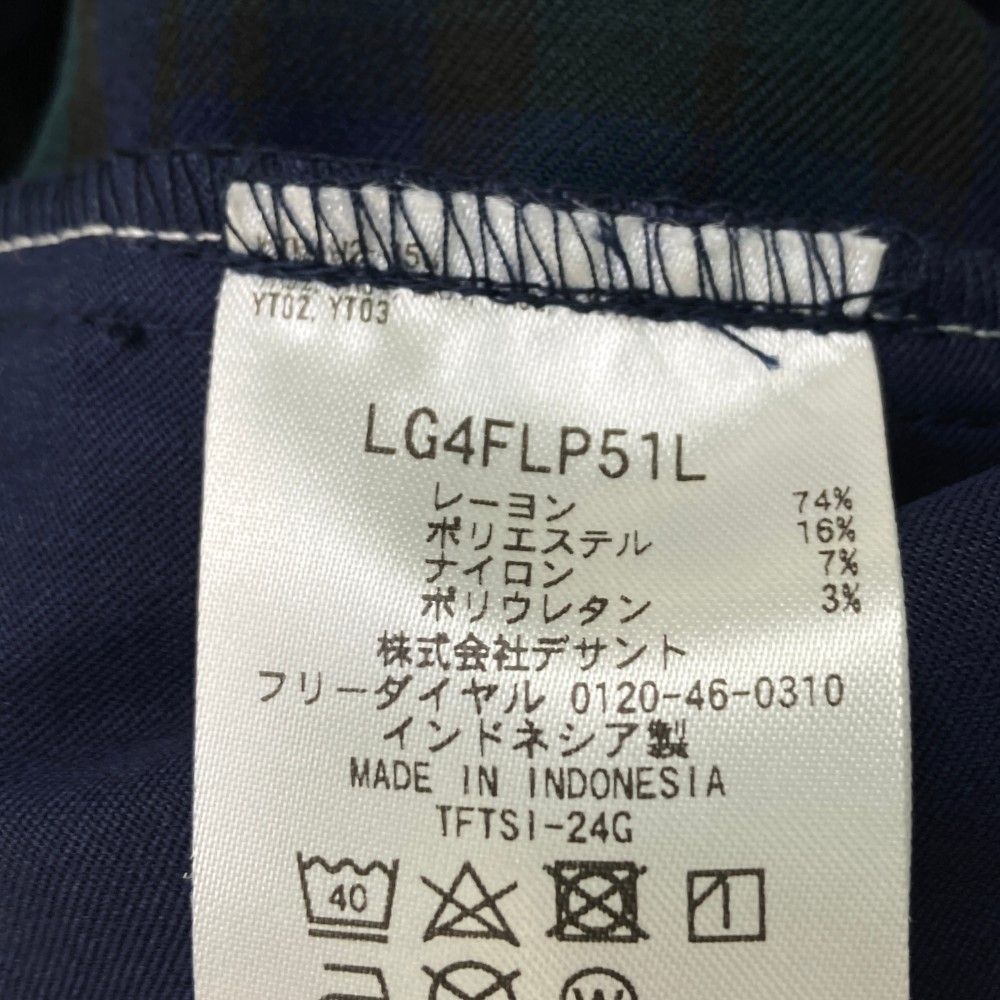 YT02, YT03
LG4FLP51L
レーヨン 74%
ポリエステル 16%
ナイロン 7%
ポリウレタン 3%
株式会社デサント
フリーダイヤル 0120-46-0310
インドネシア製
MADE IN INDONESIA
TFTSI-24G
40
W